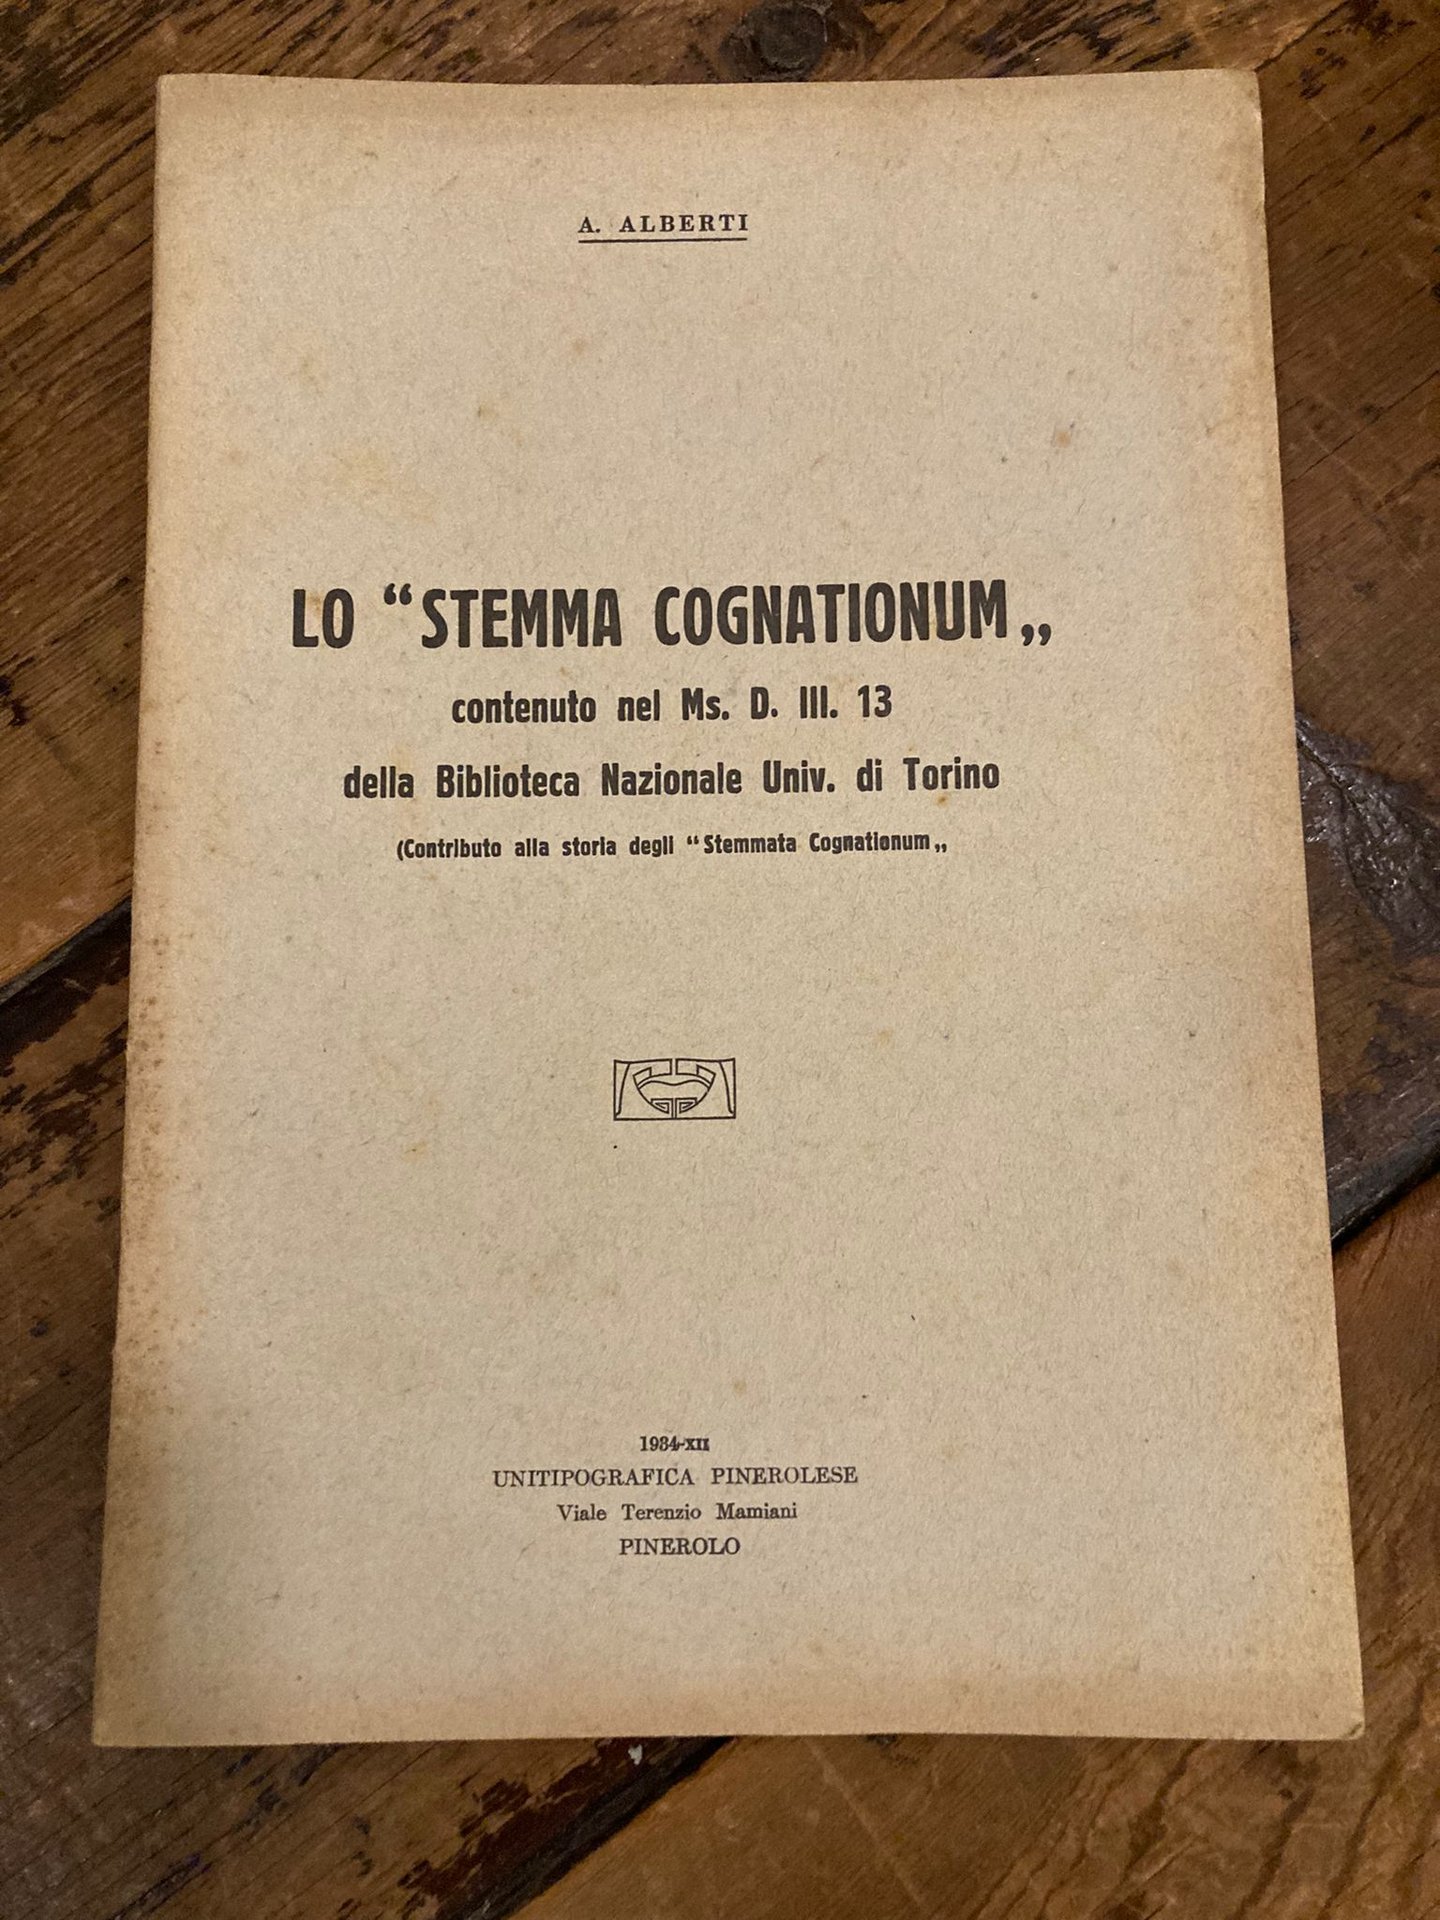 A. ALBERTI
LO “STEMMA COGNATIONUM„
contenuto nel Ms. D. III. 13
della Biblioteca Nazionale Univ. di Torino
(Contributo alla storia degli “Stemmata Cognationum„
1934-XII
UNITIPOGRAFICA PINEROLESE
Viale Terenzio Mamiani
PINEROLO